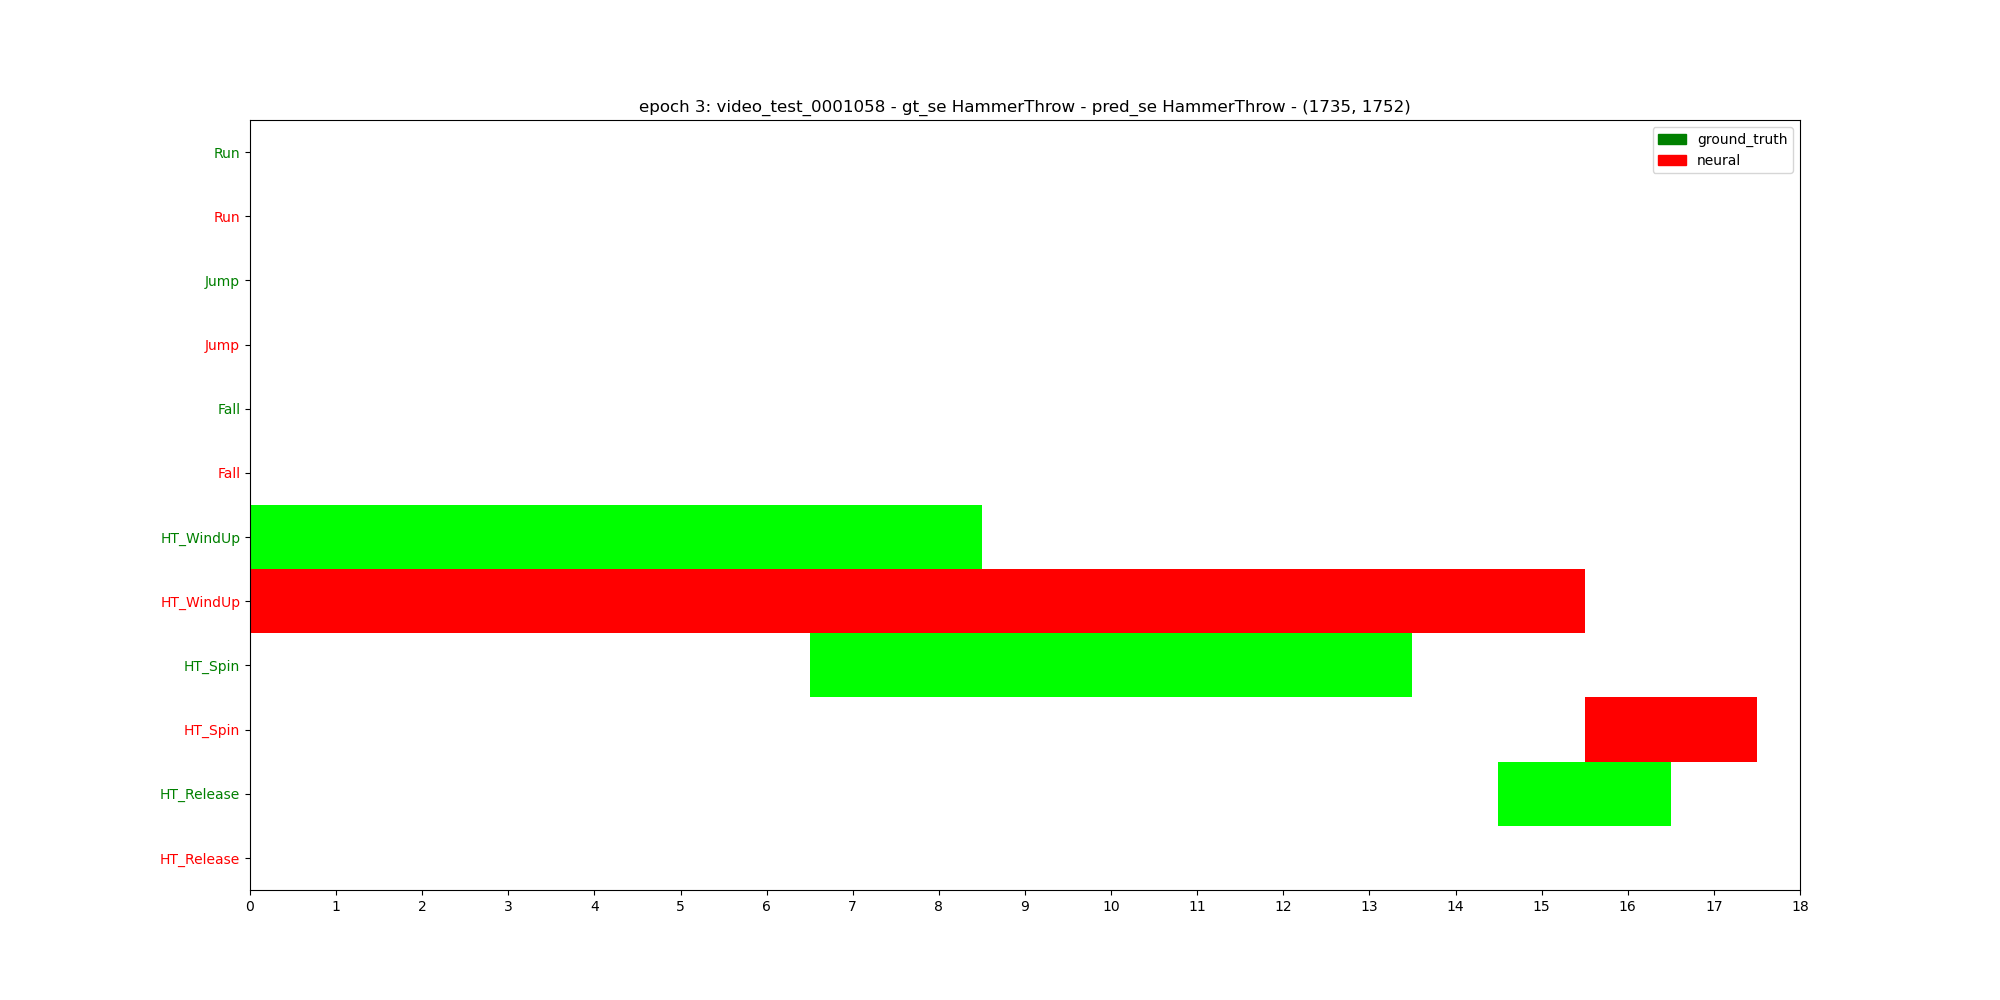 epoch 3: video_test_0001058 - gt_se HammerThrow - pred_se HammerThrow - (1735, 1752)
ground_truth
neural
Run
Run
Jump
Jump
Fall
Fall
HT_WindUp
HT_WindUp
HT_Spin
HT_Spin
HT_Release
HT_Release
0 1 2 3 4 5 6 7 8 9 10 11 12 13 14 15 16 17 18